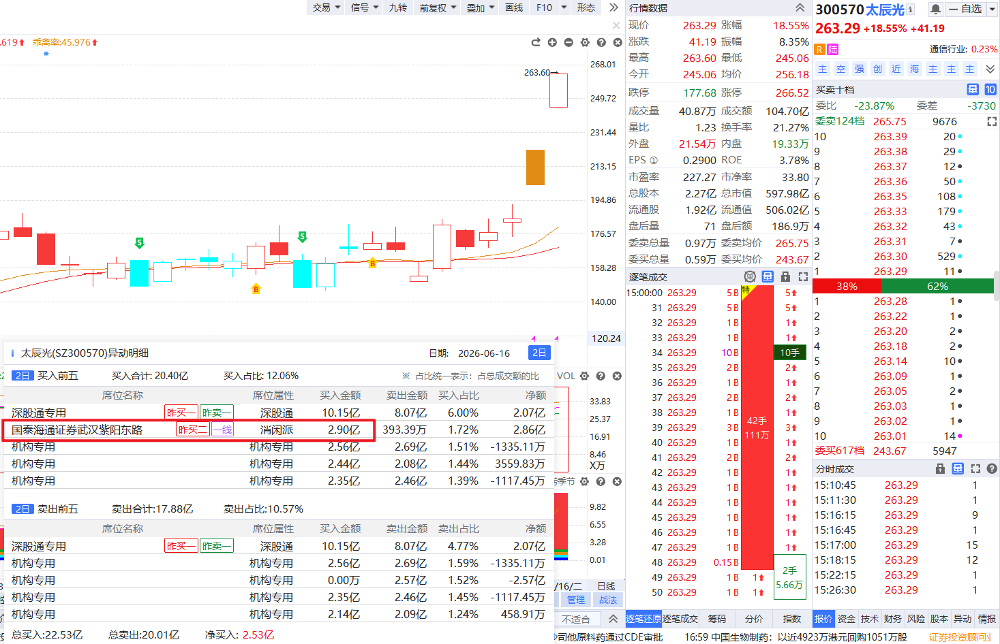 交易 信号 九转 前复权 叠加 画线 F10 形态
.619 乖离率:45.976
263.60
268.01
249.72
231.44
213.15
194.86
176.57
158.28
140.00
120.24
S
S
B
B
太辰光(SZ300570)异动明细 日期: 2026-06-16 2日
2日 买入前五 买入合计: 20.40亿 买入占比: 12.06% ※ 占比统一表示: 占总成交额的比
席位名称 席位属性 买入金额 卖出金额 买入占比 净额
深股通专用 昨买一 昨卖一 深股通 10.15亿 8.07亿 6.00% 2.07亿
国泰海通证券武汉紫阳东路 昨买二 一线 消闲派 2.90亿 393.39万 1.72% 2.86亿
机构专用 机构专用 2.56亿 2.69亿 1.51% -1335.11万
机构专用 机构专用 2.44亿 2.08亿 1.44% 3559.83万
机构专用 机构专用 2.35亿 2.46亿 1.39% -1117.45万
2日 卖出前五 卖出合计:17.88亿 卖出占比:10.57%
席位名称 席位属性 买入金额 卖出金额 卖出占比 净额
深股通专用 昨买一 昨卖一 深股通 10.15亿 8.07亿 4.77% 2.07亿
机构专用 机构专用 2.56亿 2.69亿 1.59% -1335.11万
机构专用 机构专用 0.00万 2.57亿 1.52% -2.57亿
机构专用 机构专用 2.35亿 2.46亿 1.45% -1117.45万
机构专用 机构专用 2.14亿 2.09亿 1.24% 458.91万
总买入:22.53亿 总卖出:20.01亿 净买入: 2.53亿
VOL
33.83
25.37
16.91
8.46
X万
季节
9.82
6.55
3.28
0.01
/16/二 日线
管理 战法
不适合
行情数据
现价 263.29 涨幅 18.55%
涨跌 41.19 振幅 8.35%
最高 263.60 最低 245.06
今开 245.06 均价 256.18
跌停 177.68 涨停 266.52
成交量 40.87万 成交额 104.70亿
量比 1.23 换手率 21.27%
外盘 21.54万 内盘 19.33万
EPS ① 0.2900 ROE 3.78%
市盈率 227.27 市净率 33.80
总股本 2.27亿 总市值 597.98亿
流通股 1.92亿 流通值 506.02亿
盘后量 71 盘后额 186.9万
委卖总量 0.97万 委卖均价 265.75
委买总量 0.59万 委买均价 243.67
逐笔成交 单 量
15:00:00 263.29 5 B 特 5
31 263.29 5 B 5
32 263.29 1 B 1
33 263.29 1 B 1
34 263.29 10 B 10手
35 263.29 2 B 2
36 263.29 1 B 1
37 263.29 2 B 2
38 263.29 1 B 1
39 263.29 3 B 42手 3
40 263.29 1 B 111万 1
41 263.29 2 B 2
42 263.29 1 B 1
43 263.29 1 B 1
44 263.29 1 B 1
45 263.29 1 B 1
46 263.29 1 B 1
47 263.29 1 B 1
48 263.29 0.15 B 2手
49 263.29 1 B 1 5.66万
50 263.29 1 B 1
逐笔还原 逐笔成交 筹码 分价 指数
300570 太辰光 自选
263.29 +18.55% +41.19
R 陆 通信行业: 0.23%
主 空 强 创 近 海 主 主 主
买卖十档 量 10
委比 -23.87% 委差 -3730
委卖124档 265.75 9676
10 263.39 20
9 263.38 29
8 263.37 12
7 263.36 50
6 263.35 108
5 263.33 179
4 263.32 43
3 263.31 7
2 263.30 529
1 263.29 11
38% 62%
1 263.28 1
2 263.22 1
3 263.20 2
4 263.18 2
5 263.14 10
6 263.09 1
7 263.05 2
8 263.03 1
9 263.02 1
10 263.01 14
委买617档 243.67 5947
分时成交 量
15:10:45 263.29 1
15:11:30 263.29 1
15:16:15 263.29 9
15:16:45 263.29 1
15:17:00 263.29 15
15:18:15 263.29 12
15:22:15 263.29 1
15:26:30 263.29 1
报价 资金 技术 财务 风险 股本 异动 情报
司他原料药通过CDE审批 16:59 中国生物制药: 以近4923万港元回购1051万股 证券投资顾问业